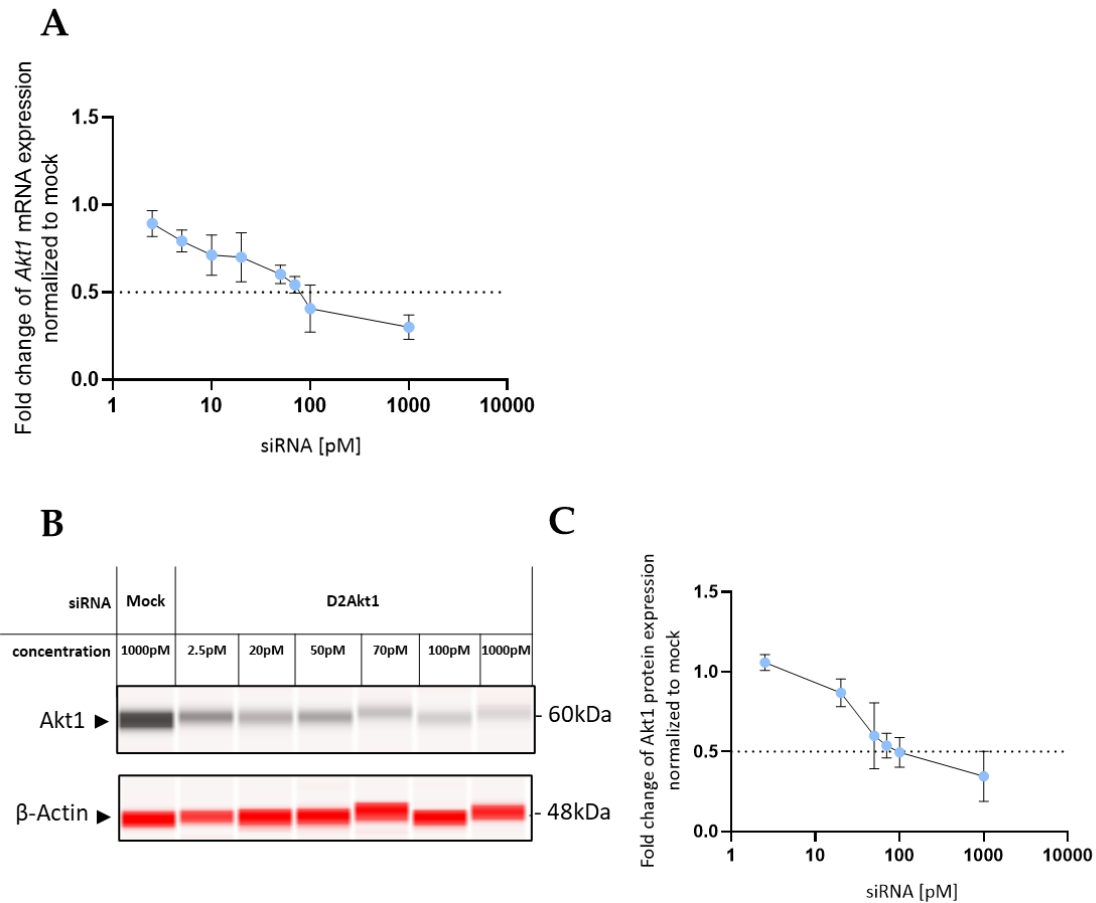 A
Fold change of Akt1 mRNA expression
normalized to mock
1.5
1.0
0.5
0.0
1 10 100 1000 10000
siRNA [pM]
B
siRNA Mock D2Akt1
concentration 1000pM 2.5pM 20pM 50pM 70pM 100pM 1000pM
Akt1 ► - 60kDa
β-Actin ► - 48kDa
C
Fold change of Akt1 protein expression
normalized to mock
1.5
1.0
0.5
0.0
1 10 100 1000 10000
siRNA [pM]